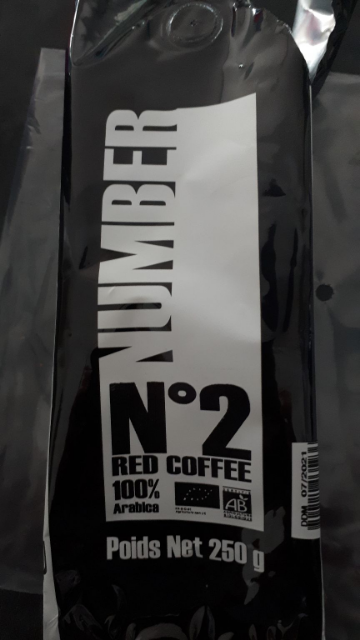 NUMBER
N°2
RED COFFEE
100%
Arabica
AB
Poids Net 250 g
DDM 07/2021